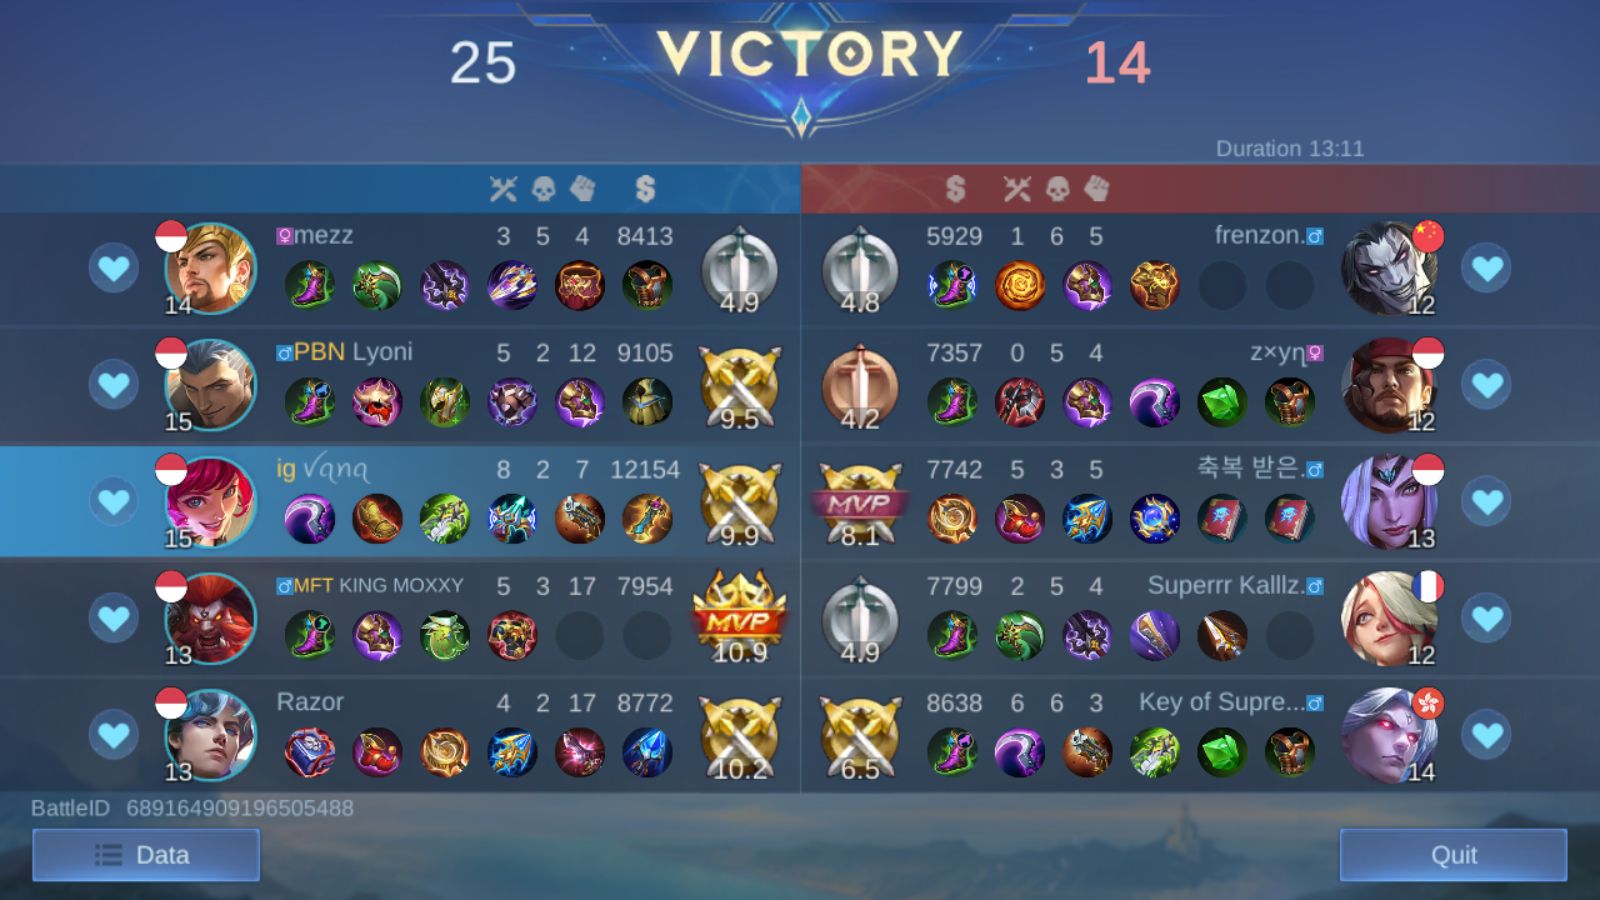 25 VICTORY 14
Duration 13:11
mezz 3 5 4 8413
14 4.9
5929 1 6 5 frenzon.
4.8 12
PBN Lyoni 5 2 12 9105
15 9.5
7357 0 5 4 z×yη
4.2 12
ig Vana 8 2 7 12154
15 9.9
7742 5 3 5 축복 받은.
MVP
8.1 13
MFT KING MOXXY 5 3 17 7954
MVP
13 10.9
7799 2 5 4 Superrr Kalllz.
4.9 12
Razor 4 2 17 8772
13 10.2
8638 6 6 3 Key of Supre...
6.5 14
BattleID 689164909196505488
Data
Quit